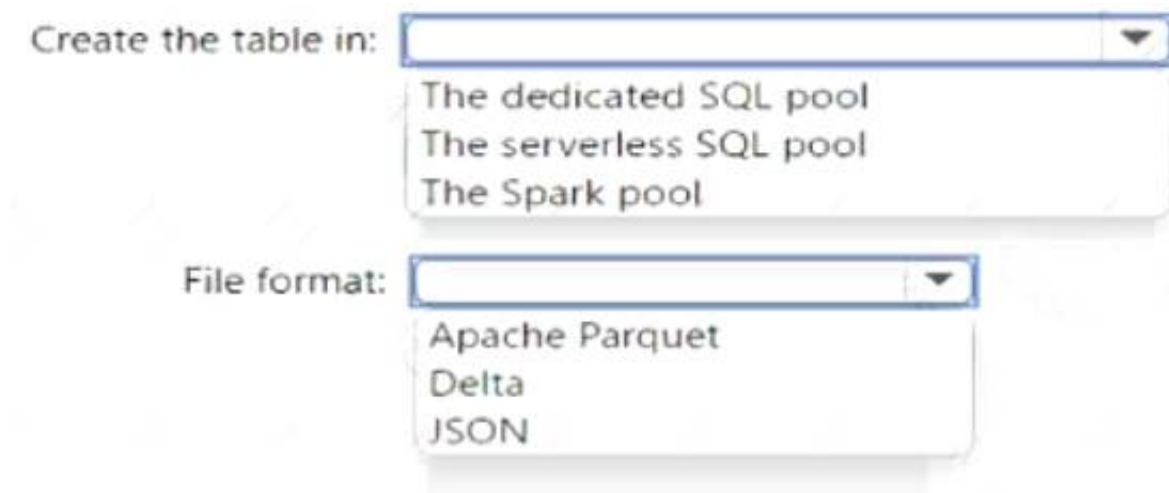 Create the table in:
The dedicated SQL pool
The serverless SQL pool
The Spark pool
File format:
Apache Parquet
Delta
JSON